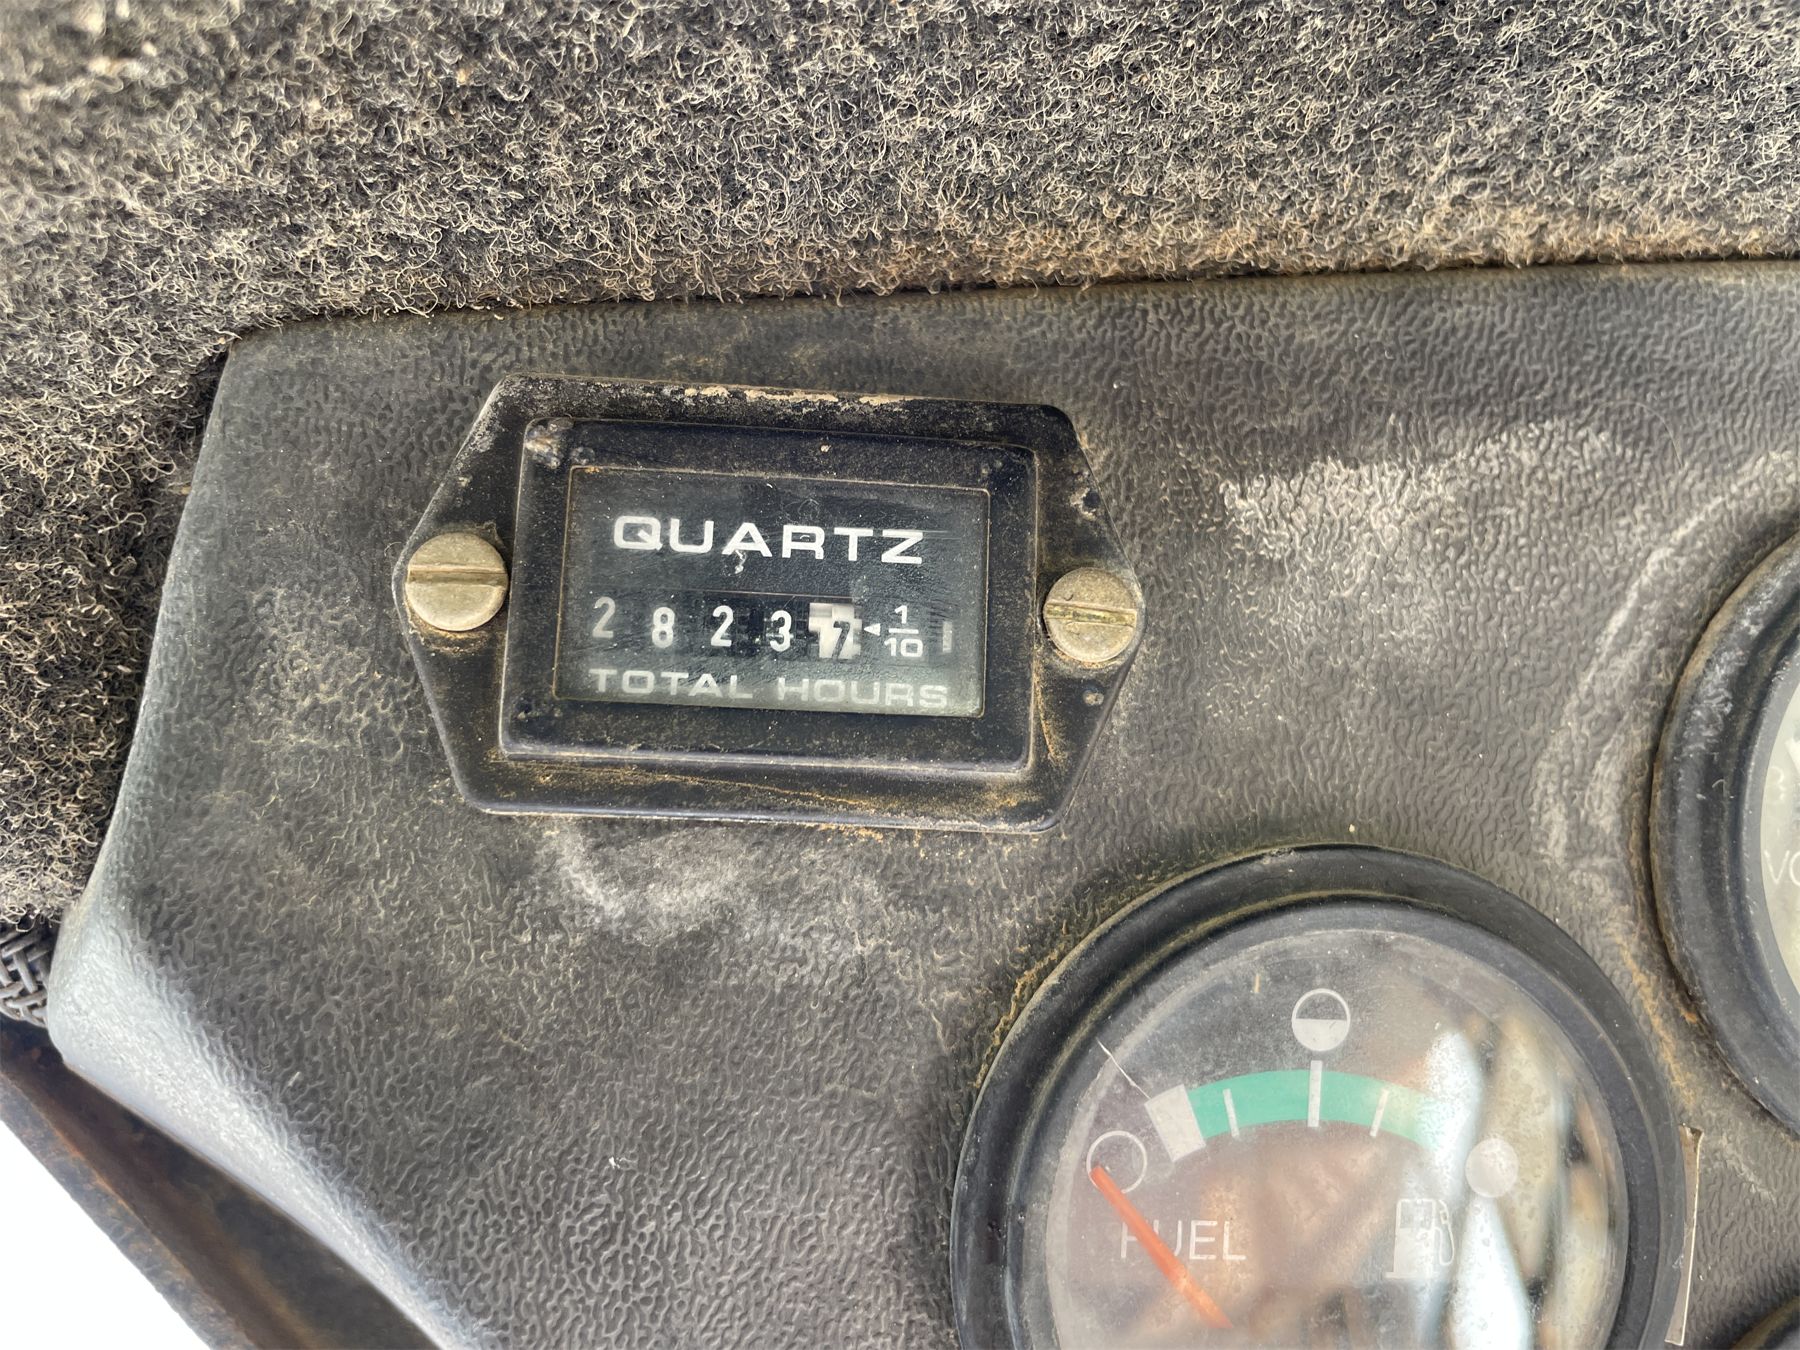 QUARTZ
2 8 2 3 7 ◄ 1/10
TOTAL HOURS
FUEL